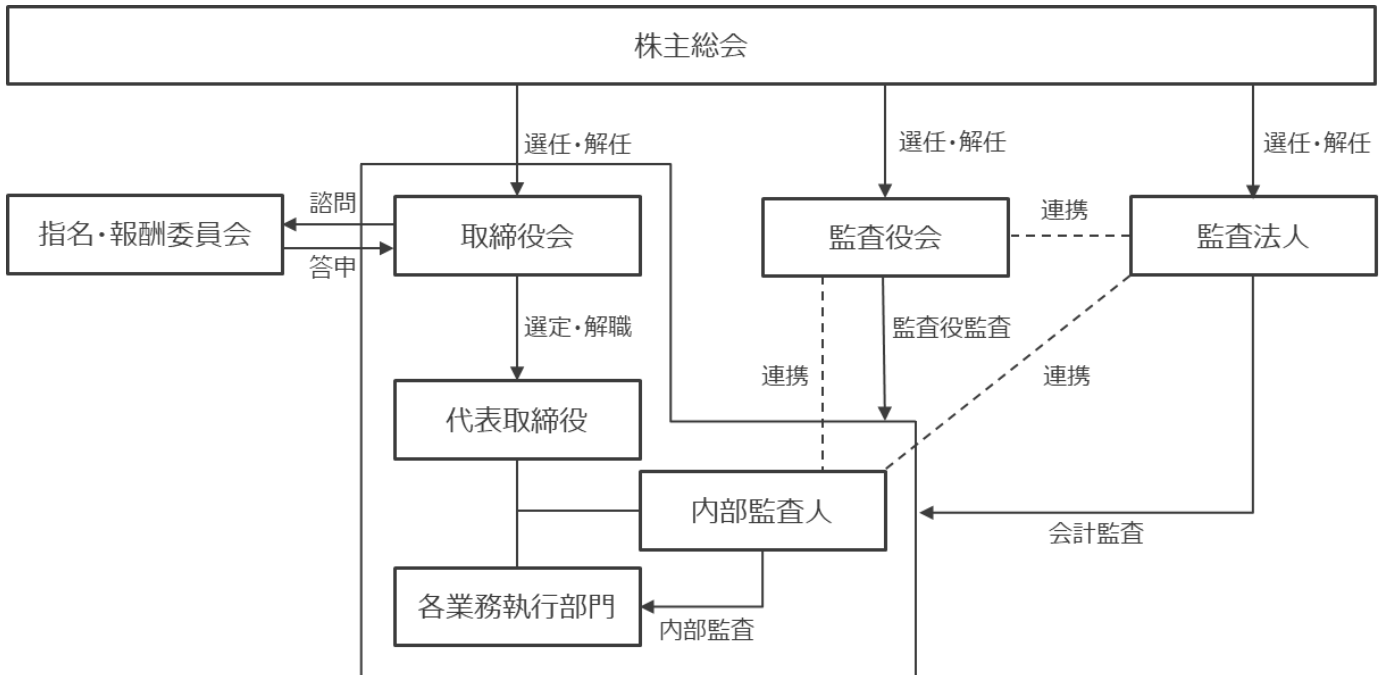 株主総会
選任・解任
選任・解任
選任・解任
指名・報酬委員会
諮問
答申
取締役会
監査役会
連携
監査法人
選定・解職
監査役監査
連携
連携
代表取締役
内部監査人
会計監査
各業務執行部門
内部監査